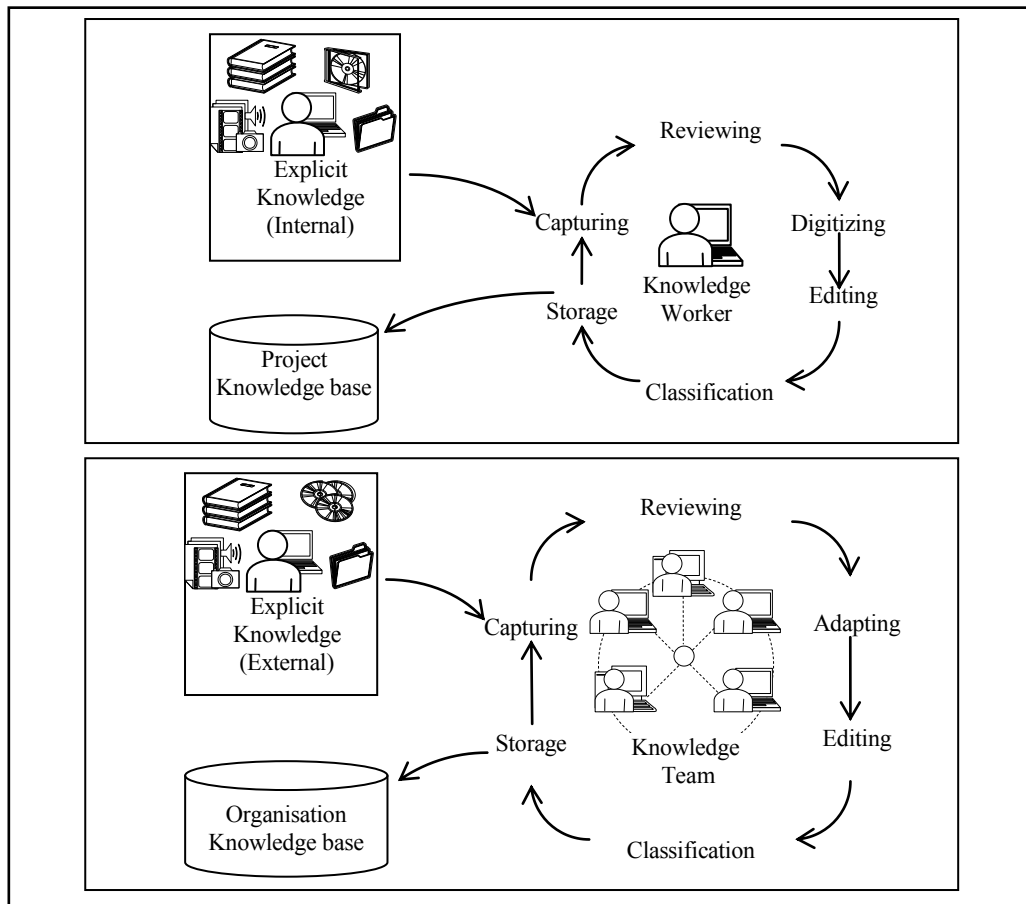 Explicit
Knowledge
(Internal)
Reviewing
Capturing
Digitizing
Knowledge
Worker
Editing
Storage
Classification
Project
Knowledge base
Explicit
Knowledge
(External)
Reviewing
Capturing
Adapting
Knowledge
Team
Editing
Storage
Classification
Organisation
Knowledge base